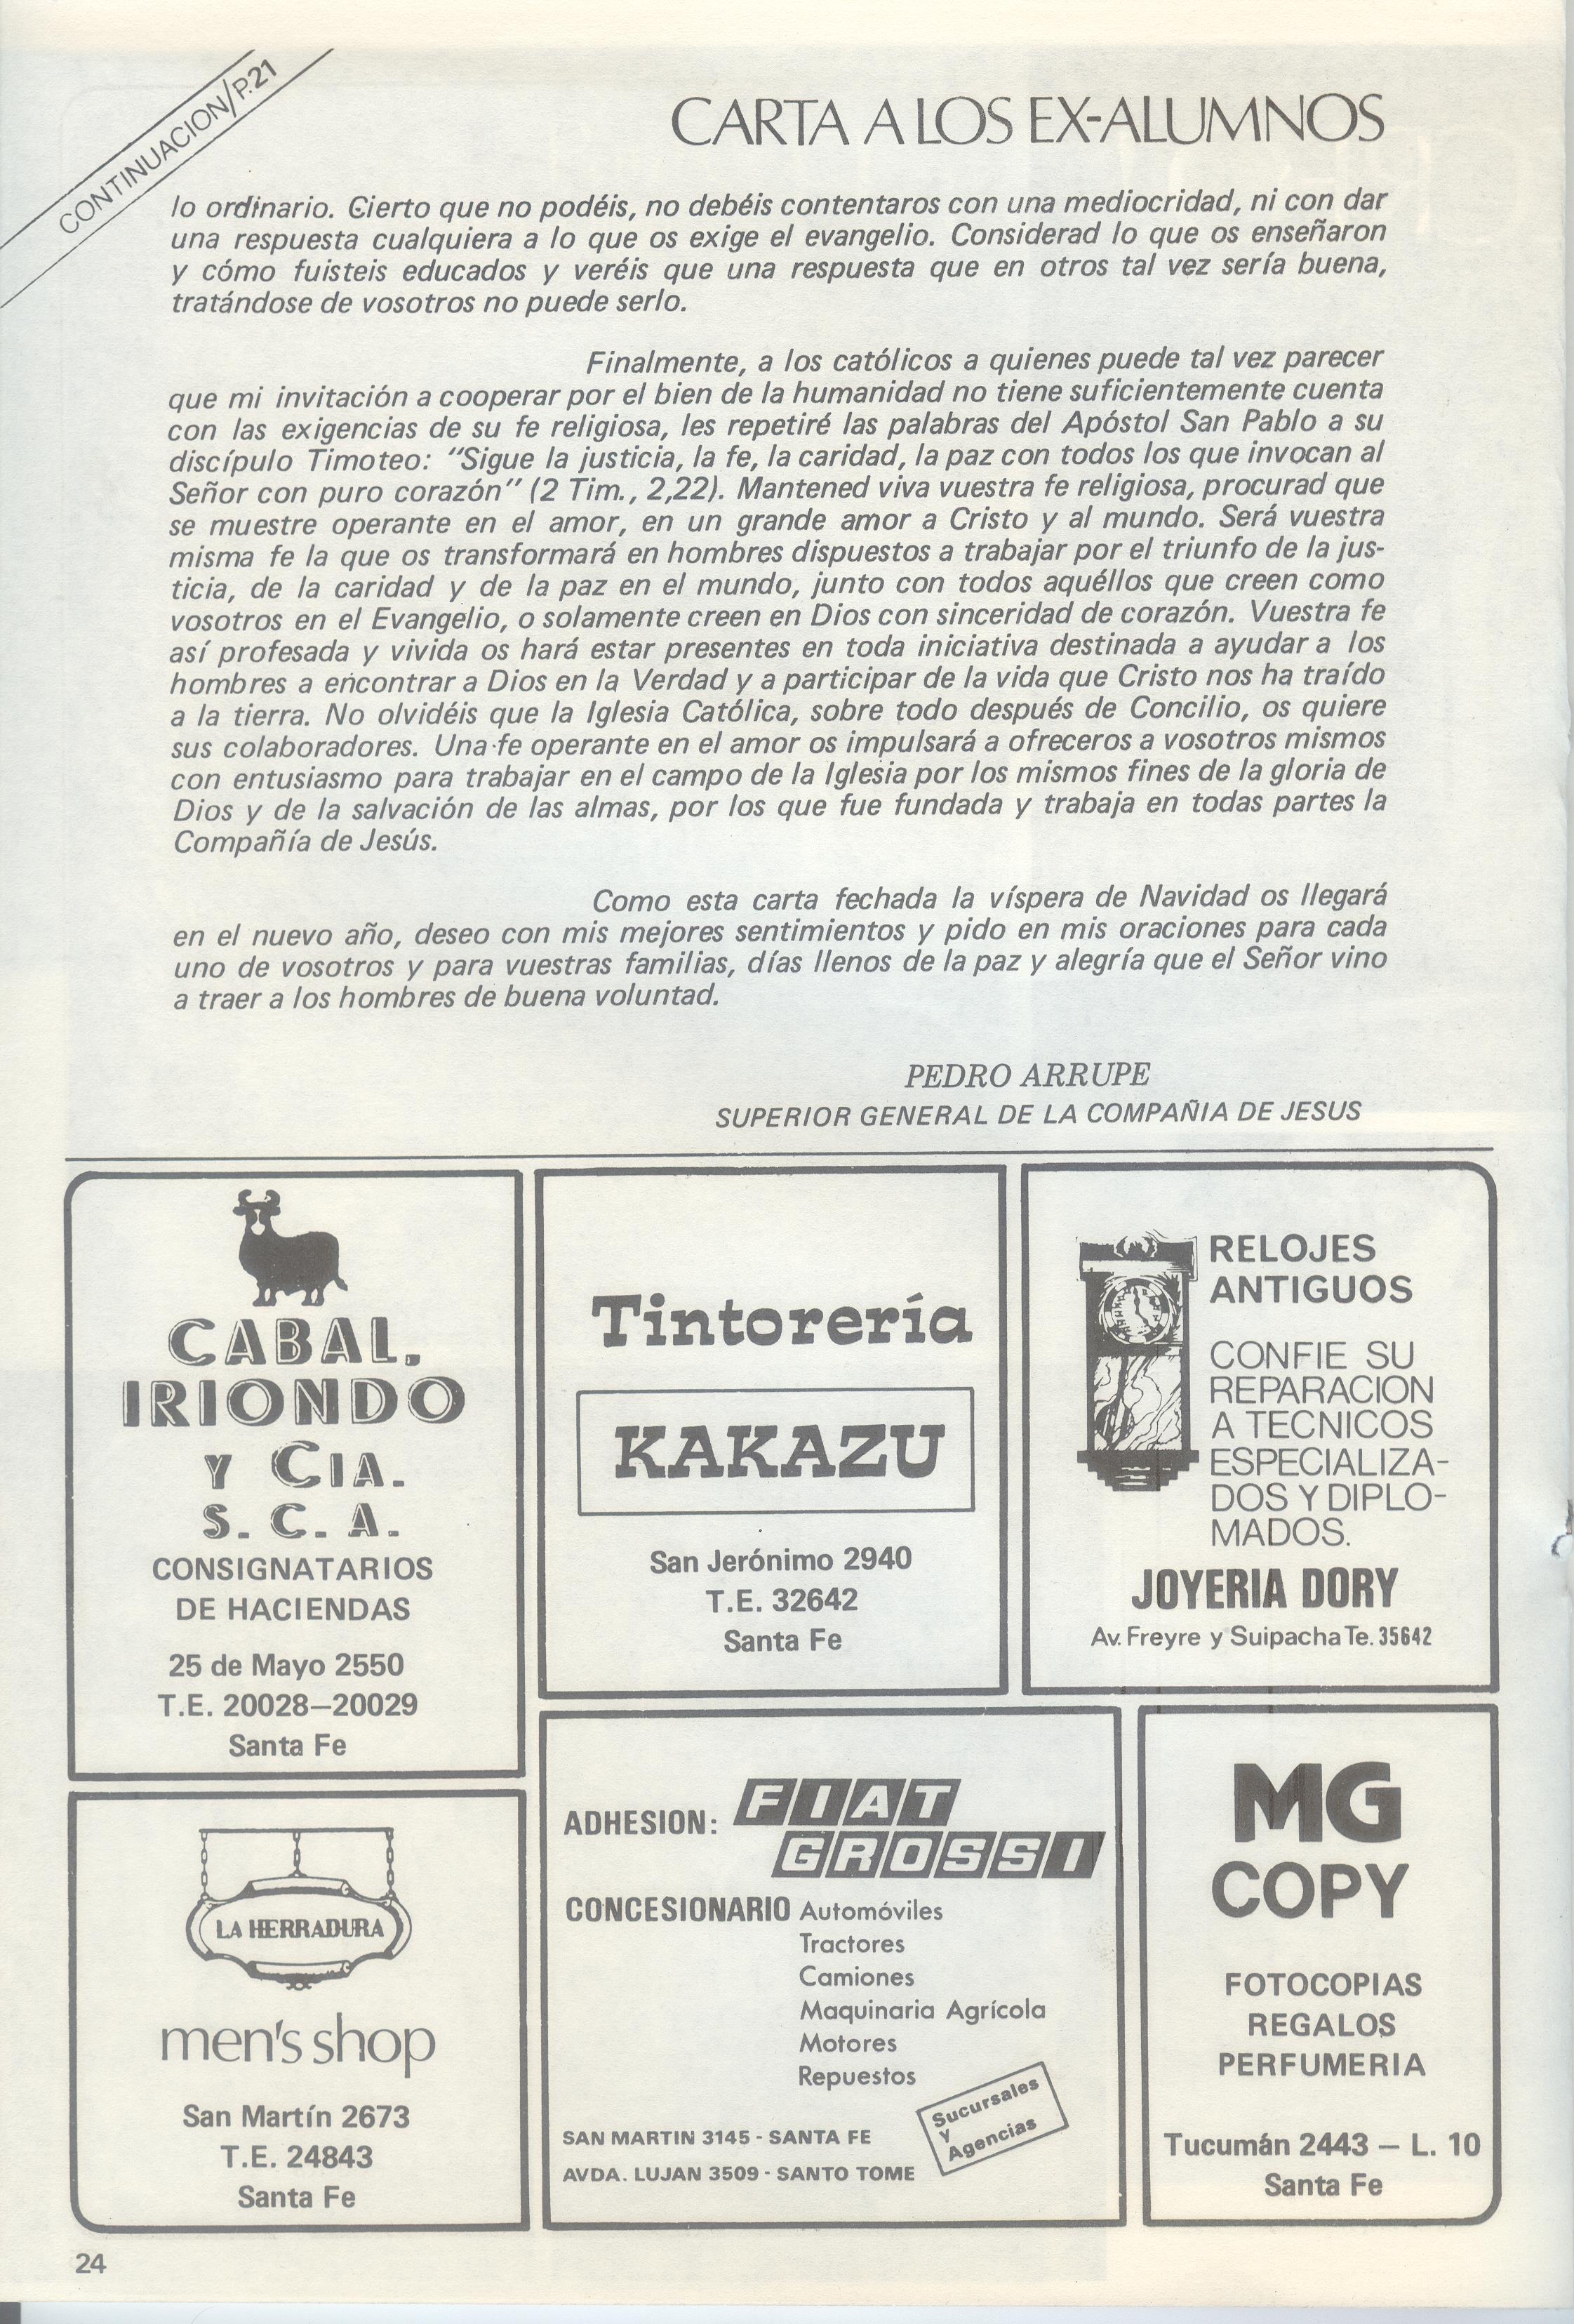 CONTINUACION/P.21
CARTA A LOS EX-ALUMNOS
lo ordinario. Cierto que no podéis, no debéis contentaros con una mediocridad, ni con dar
una respuesta cualquiera a lo que os exige el evangelio. Considerad lo que os enseñaron
y cómo fuisteis educados y veréis que una respuesta que en otros tal vez sería buena,
tratándose de vosotros no puede serlo.
Finalmente, a los católicos a quienes puede tal vez parecer
que mi invitación a cooperar por el bien de la humanidad no tiene suficientemente cuenta
con las exigencias de su fe religiosa, les repetiré las palabras del Apóstol San Pablo a su
discípulo Timoteo: "Sigue la justicia, la fe, la caridad, la paz con todos los que invocan al
Señor con puro corazón" (2 Tim., 2,22). Mantened viva vuestra fe religiosa, procurad que
se muestre operante en el amor, en un grande amor a Cristo y al mundo. Será vuestra
misma fe la que os transformará en hombres dispuestos a trabajar por el triunfo de la jus-
ticia, de la caridad y de la paz en el mundo, junto con todos aquéllos que creen como
vosotros en el Evangelio, o solamente creen en Dios con sinceridad de corazón. Vuestra fe
así profesada y vivida os hará estar presentes en toda iniciativa destinada a ayudar a los
hombres a encontrar a Dios en la Verdad y a participar de la vida que Cristo nos ha traído
a la tierra. No olvidéis que la Iglesia Católica, sobre todo después de Concilio, os quiere
sus colaboradores. Una fe operante en el amor os impulsará a ofreceros a vosotros mismos
con entusiasmo para trabajar en el campo de la Iglesia por los mismos fines de la gloria de
Dios y de la salvación de las almas, por los que fue fundada y trabaja en todas partes la
Compañía de Jesús.
Como esta carta fechada la víspera de Navidad os llegará
en el nuevo año, deseo con mis mejores sentimientos y pido en mis oraciones para cada
uno de vosotros y para vuestras familias, días llenos de la paz y alegría que el Señor vino
a traer a los hombres de buena voluntad.
PEDRO ARRUPE
SUPERIOR GENERAL DE LA COMPAÑIA DE JESUS
CABAL,
IRIONDO
Y CIA.
S. C. A.
CONSIGNATARIOS
DE HACIENDAS
25 de Mayo 2550
T.E. 20028—20029
Santa Fe
Tintorería
KAKAZU
San Jerónimo 2940
T.E. 32642
Santa Fe
RELOJES
ANTIGUOS
CONFIE SU
REPARACION
A TECNICOS
ESPECIALIZA-
DOS Y DIPLO-
MADOS.
JOYERIA DORY
Av. Freyre y Suipacha Te. 35642
LA HERRADURA
men's shop
San Martín 2673
T.E. 24843
Santa Fe
ADHESION: FIAT
GROSSI
CONCESIONARIO Automóviles
Tractores
Camiones
Maquinaria Agrícola
Motores
Repuestos
Sucursales
Y
Agencias
SAN MARTIN 3145 - SANTA FE
AVDA. LUJAN 3509 - SANTO TOME
MG
COPY
FOTOCOPIAS
REGALOS
PERFUMERIA
Tucumán 2443 — L. 10
Santa Fe
24